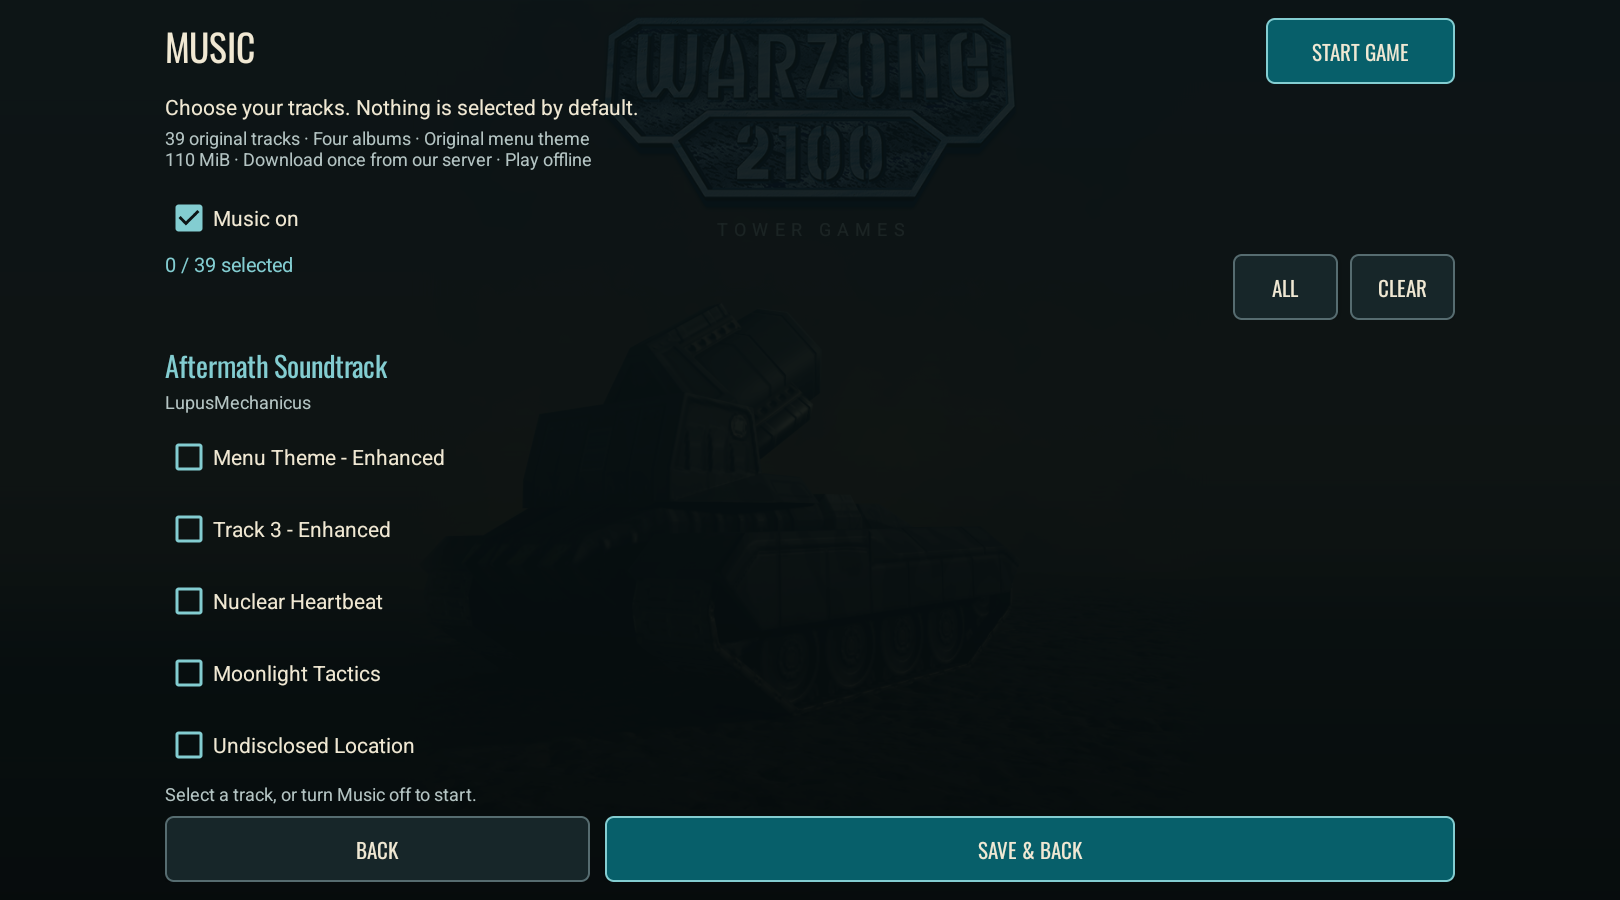 MUSIC
WARZONE
2100
TOWER GAMES
START GAME
Choose your tracks. Nothing is selected by default.
39 original tracks · Four albums · Original menu theme
110 MiB · Download once from our server · Play offline
Music on
0 / 39 selected
ALL
CLEAR
Aftermath Soundtrack
LupusMechanicus
Menu Theme - Enhanced
Track 3 - Enhanced
Nuclear Heartbeat
Moonlight Tactics
Undisclosed Location
Select a track, or turn Music off to start.
BACK
SAVE & BACK